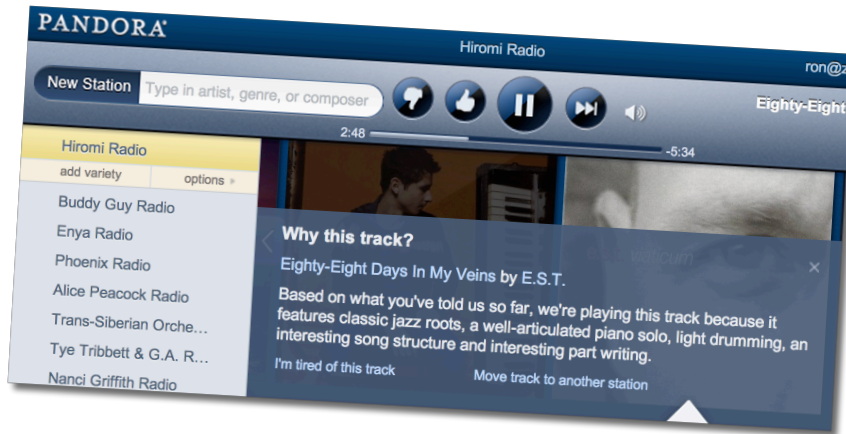 PANDORA
Hiromi Radio
ron@z
New Station
Type in artist, genre, or composer
Eighty-Eight
2:48
-5:34
Hiromi Radio
add variety
options
Buddy Guy Radio
Enya Radio
Phoenix Radio
Alice Peacock Radio
Trans-Siberian Orche...
Tye Tribbett & G.A. R...
Nanci Griffith Radio
Why this track?
Eighty-Eight Days In My Veins by E.S.T.
Based on what you've told us so far, we're playing this track because it
features classic jazz roots, a well-articulated piano solo, light drumming, an
interesting song structure and interesting part writing.
I'm tired of this track
Move track to another station